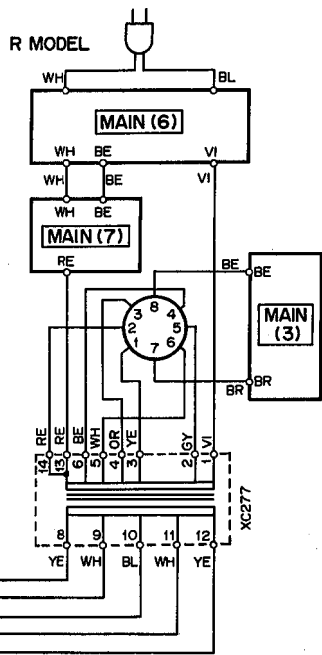 R MODEL
WH BL
MAIN (6)
WH BE VI
WH BE VI
WH BE
MAIN (7)
RE
BE BE
MAIN
(3)
BR BR
3 8 4
2 5
1 7 6
RE RE BE WH OR YE GY VI
14 13 6 5 4 3 2 1
XC277
8 9 10 11 12
YE WH BL WH YE